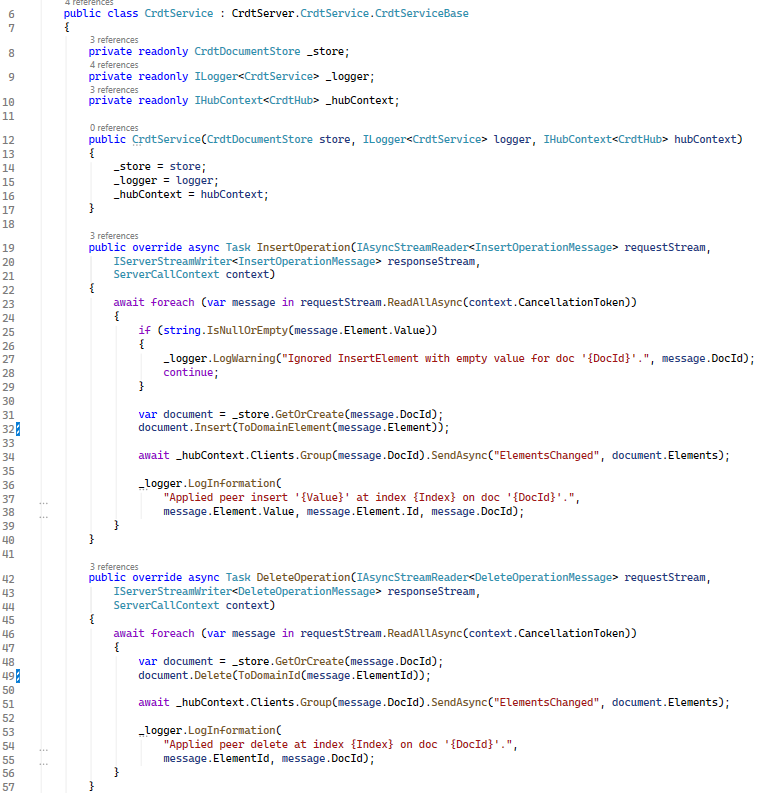 4 references
6 public class CrdtService : CrdtServer.CrdtService.CrdtServiceBase
7 {
3 references
8 private readonly CrdtDocumentStore _store;
4 references
9 private readonly ILogger<CrdtService> _logger;
3 references
10 private readonly IHubContext<CrdtHub> _hubContext;
11
0 references
12 public CrdtService(CrdtDocumentStore store, ILogger<CrdtService> logger, IHubContext<CrdtHub> hubContext)
13 {
14 _store = store;
15 _logger = logger;
16 _hubContext = hubContext;
17 }
18
3 references
19 public override async Task InsertOperation(IAsyncStreamReader<InsertOperationMessage> requestStream,
20 IServerStreamWriter<InsertOperationMessage> responseStream,
21 ServerCallContext context)
22 {
23 await foreach (var message in requestStream.ReadAllAsync(context.CancellationToken))
24 {
25 if (string.IsNullOrEmpty(message.Element.Value))
26 {
27 _logger.LogWarning("Ignored InsertElement with empty value for doc '{DocId}'.", message.DocId);
28 continue;
29 }
30
31 var document = _store.GetOrCreate(message.DocId);
32 document.Insert(ToDomainElement(message.Element));
33
34 await _hubContext.Clients.Group(message.DocId).SendAsync("ElementsChanged", document.Elements);
35
36 _logger.LogInformation(
37 "Applied peer insert '{Value}' at index {Index} on doc '{DocId}'.",
38 message.Element.Value, message.Element.Id, message.DocId);
39 }
40 }
41
3 references
42 public override async Task DeleteOperation(IAsyncStreamReader<DeleteOperationMessage> requestStream,
43 IServerStreamWriter<DeleteOperationMessage> responseStream,
44 ServerCallContext context)
45 {
46 await foreach (var message in requestStream.ReadAllAsync(context.CancellationToken))
47 {
48 var document = _store.GetOrCreate(message.DocId);
49 document.Delete(ToDomainId(message.ElementId));
50
51 await _hubContext.Clients.Group(message.DocId).SendAsync("ElementsChanged", document.Elements);
52
53 _logger.LogInformation(
54 "Applied peer delete at index {Index} on doc '{DocId}'.",
55 message.ElementId, message.DocId);
56 }
57 }